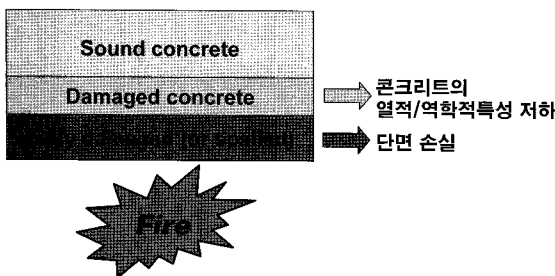 Sound concrete
Damaged concrete
콘크리트의
열적/역학적특성 저하
단면 손실
Fire